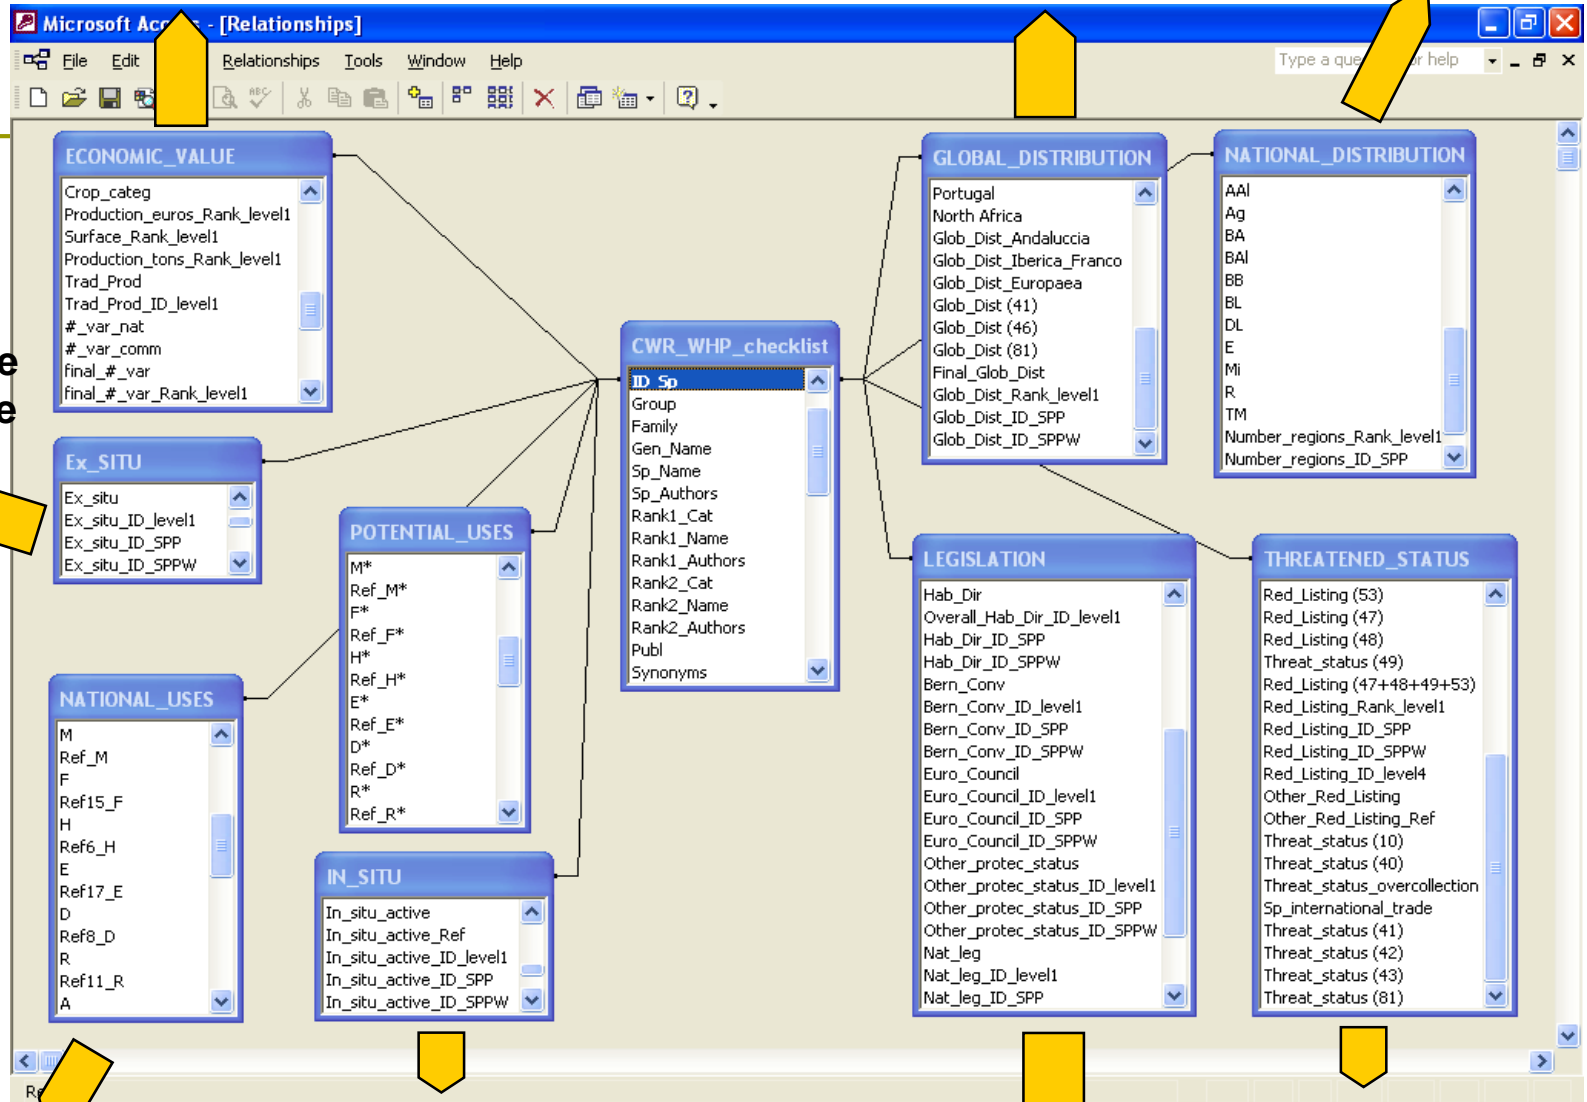 Microsoft Access - [Relationships]
File Edit Relationships Tools Window Help
Type a question for help
ECONOMIC_VALUE
Crop_categ
Production_euros_Rank_level1
Surface_Rank_level1
Production_tons_Rank_level1
Trad_Prod
Trad_Prod_ID_level1
#_var_nat
#_var_comm
final_#_var
final_#_var_Rank_level1
Ex_SITU
Ex_situ
Ex_situ_ID_level1
Ex_situ_ID_SPP
Ex_situ_ID_SPPW
NATIONAL_USES
M
Ref_M
F
Ref15_F
H
Ref6_H
E
Ref17_E
D
Ref8_D
R
Ref11_R
A
POTENTIAL_USES
M*
Ref_M*
F*
Ref_F*
H*
Ref_H*
E*
Ref_E*
D*
Ref_D*
R*
Ref_R*
IN_SITU
In_situ_active
In_situ_active_Ref
In_situ_active_ID_level1
In_situ_active_ID_SPP
In_situ_active_ID_SPPW
CWR_WHP_checklist
ID_Sp
Group
Family
Gen_Name
Sp_Name
Sp_Authors
Rank1_Cat
Rank1_Name
Rank1_Authors
Rank2_Cat
Rank2_Name
Rank2_Authors
Publ
Synonyms
GLOBAL_DISTRIBUTION
Portugal
North Africa
Glob_Dist_Andaluccia
Glob_Dist_Iberica_Franco
Glob_Dist_Europaea
Glob_Dist (41)
Glob_Dist (46)
Glob_Dist (81)
Final_Glob_Dist
Glob_Dist_Rank_level1
Glob_Dist_ID_SPP
Glob_Dist_ID_SPPW
NATIONAL_DISTRIBUTION
AAl
Ag
BA
BAl
BB
BL
DL
E
Mi
R
TM
Number_regions_Rank_level1
Number_regions_ID_SPP
LEGISLATION
Hab_Dir
Overall_Hab_Dir_ID_level1
Hab_Dir_ID_SPP
Hab_Dir_ID_SPPW
Bern_Conv
Bern_Conv_ID_level1
Bern_Conv_ID_SPP
Bern_Conv_ID_SPPW
Euro_Council
Euro_Council_ID_level1
Euro_Council_ID_SPP
Euro_Council_ID_SPPW
Other_protec_status
Other_protec_status_ID_level1
Other_protec_status_ID_SPP
Other_protec_status_ID_SPPW
Nat_leg
Nat_leg_ID_level1
Nat_leg_ID_SPP
THREATENED_STATUS
Red_Listing (53)
Red_Listing (47)
Red_Listing (48)
Threat_status (49)
Red_Listing (47+48+49+53)
Red_Listing_Rank_level1
Red_Listing_ID_SPP
Red_Listing_ID_SPPW
Red_Listing_ID_level4
Other_Red_Listing
Other_Red_Listing_Ref
Threat_status (10)
Threat_status (40)
Threat_status_overcollection
Sp_international_trade
Threat_status (41)
Threat_status (42)
Threat_status (43)
Threat_status (81)